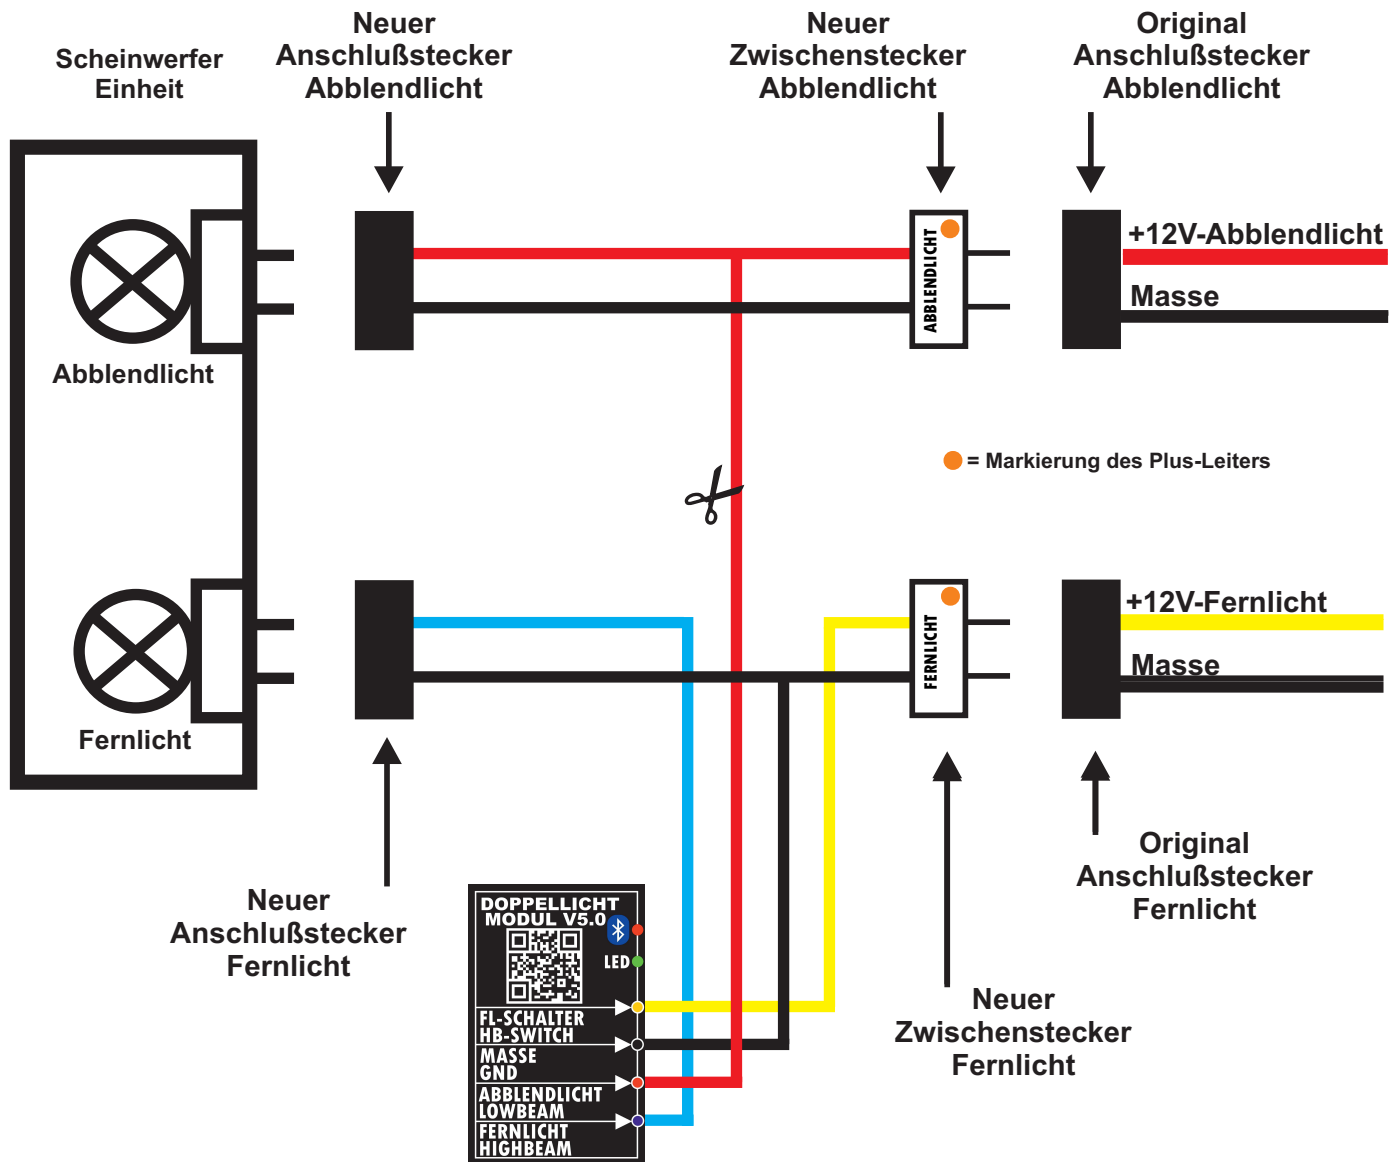 Scheinwerfer
Einheit
Neuer
Anschlußstecker
Abblendlicht
Neuer
Zwischenstecker
Abblendlicht
Original
Anschlußstecker
Abblendlicht
ABBLENDLICHT
+12V-Abblendlicht
Masse
Abblendlicht
= Markierung des Plus-Leiters
FERNLICHT
+12V-Fernlicht
Masse
Fernlicht
Neuer
Anschlußstecker
Fernlicht
Original
Anschlußstecker
Fernlicht
Neuer
Zwischenstecker
Fernlicht
DOPPELLICHT
MODUL V5.0
LED
FL-SCHALTER
HB-SWITCH
MASSE
GND
ABBLENDLICHT
LOWBEAM
FERNLICHT
HIGHBEAM